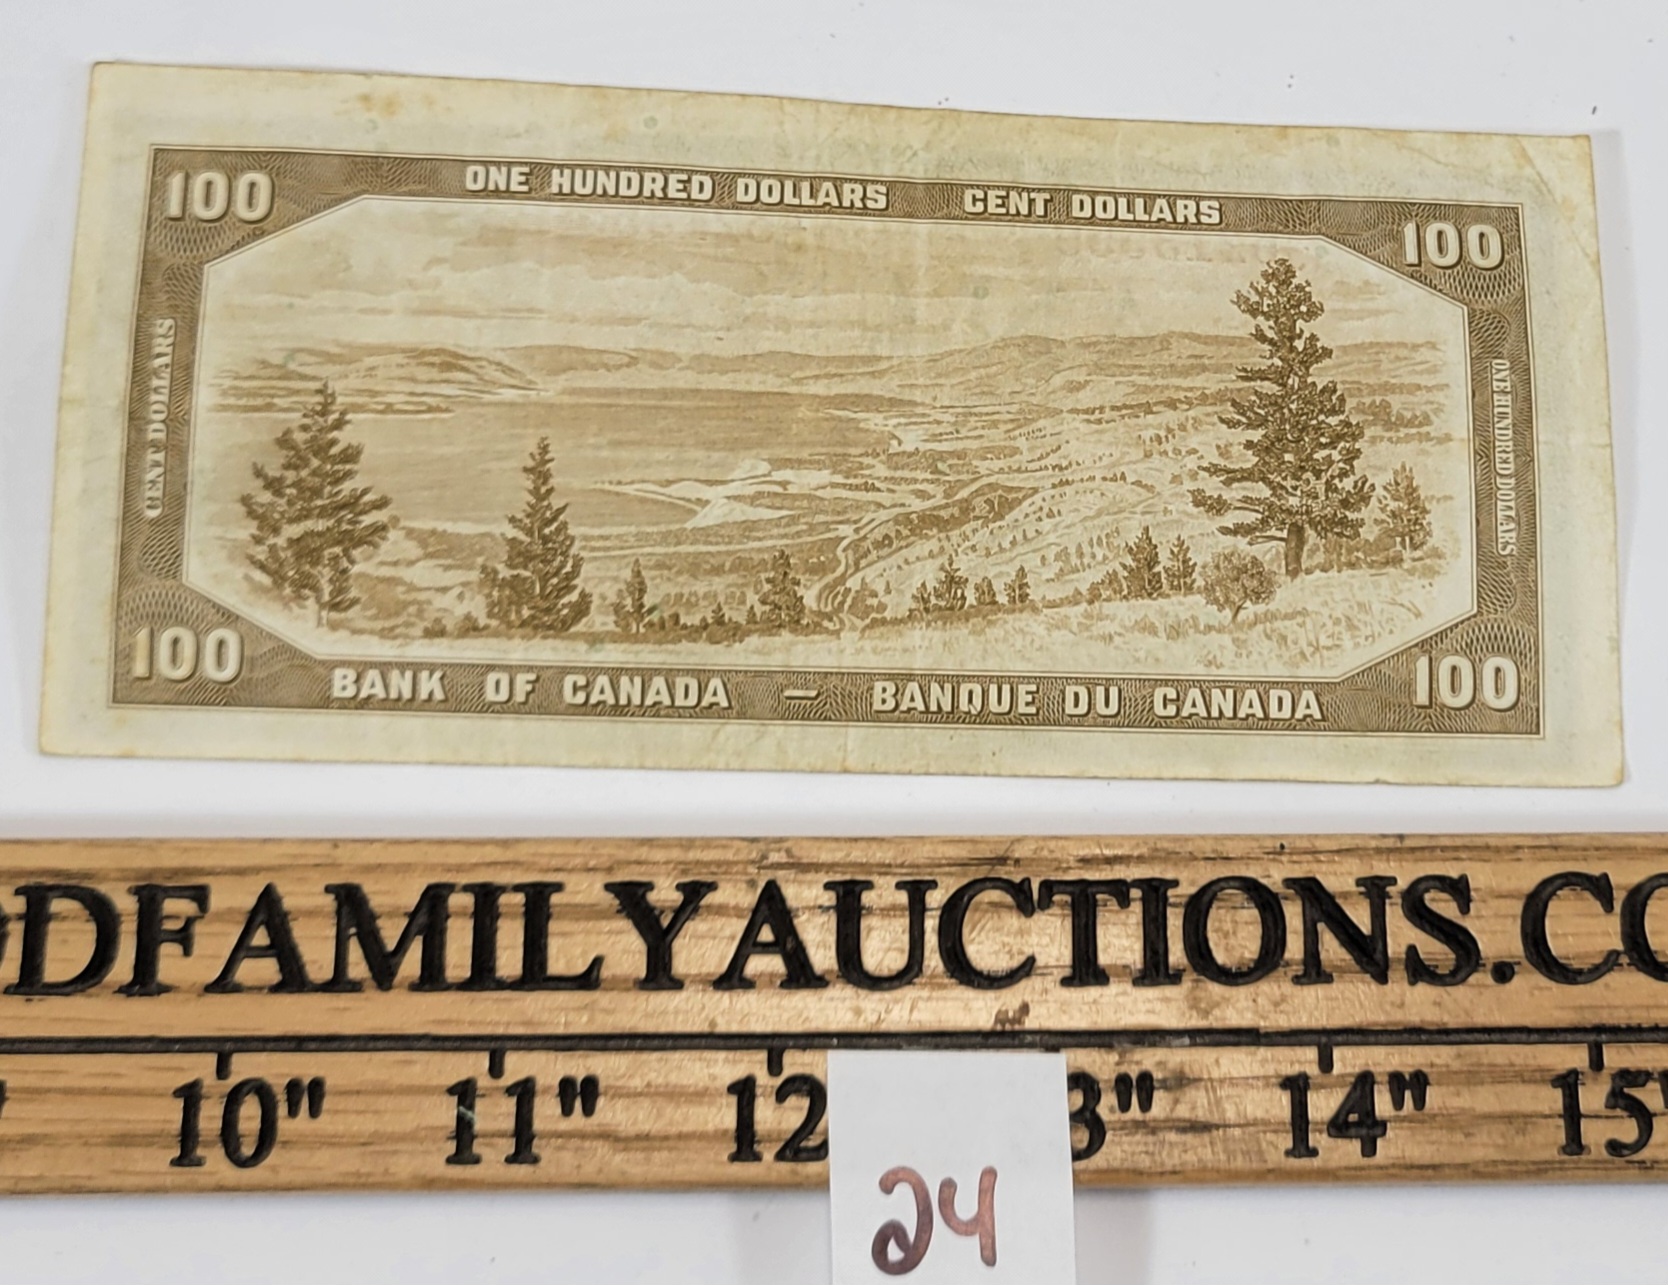 100 ONE HUNDRED DOLLARS CENT DOLLARS 100
CENT DOLLARS
ONE HUNDRED DOLLARS
100 BANK OF CANADA — BANQUE DU CANADA 100
DFAMILYAUCTIONS.CO
10" 11" 12 3" 14" 15"
24